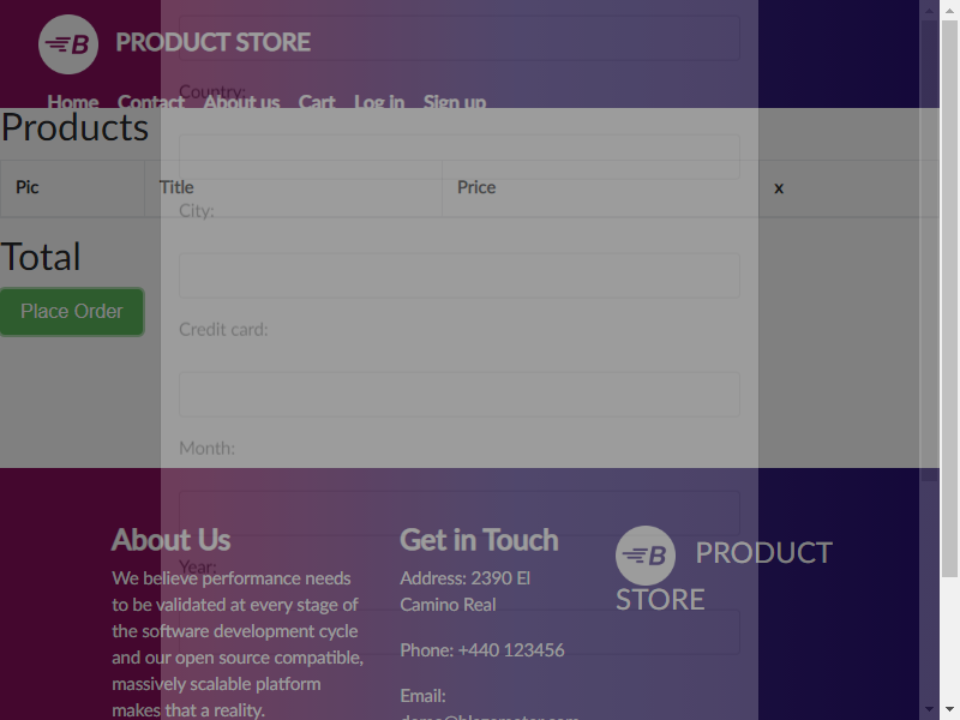 B PRODUCT STORE
Country:
Home Contact About us Cart Log in Sign up
Products
Pic Title Price x
City:
Total
Place Order
Credit card:
Month:
About Us
Get in Touch
B PRODUCT
STORE
Year:
We believe performance needs
to be validated at every stage of
the software development cycle
and our open source compatible,
massively scalable platform
makes that a reality.
Address: 2390 El
Camino Real
Phone: +440 123456
Email: